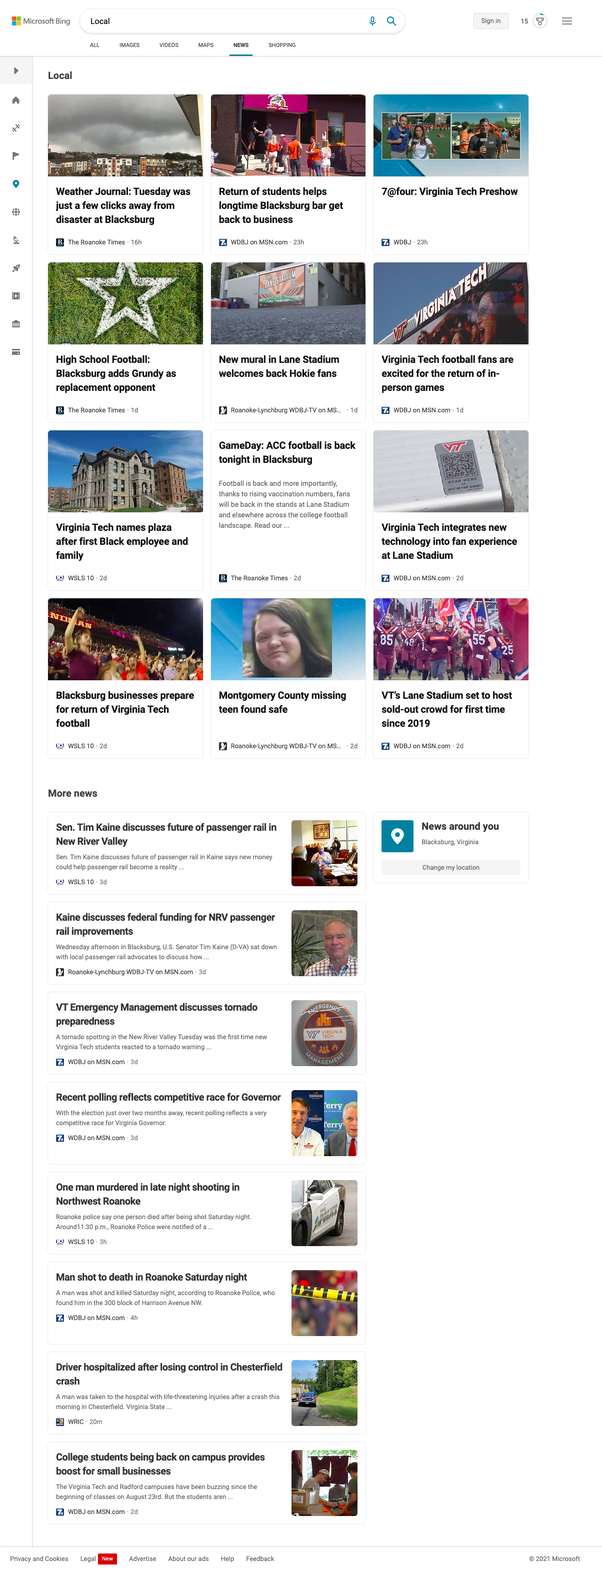 Microsoft Bing
Local
Sign in
15
ALL IMAGES VIDEOS MAPS NEWS SHOPPING
Local
Weather Journal: Tuesday was
just a few clicks away from
disaster at Blacksburg
The Roanoke Times · 16h
Return of students helps
longtime Blacksburg bar get
back to business
WDBJ on MSN.com · 23h
7@four: Virginia Tech Preshow
WDBJ · 23h
High School Football:
Blacksburg adds Grundy as
replacement opponent
The Roanoke Times · 1d
New mural in Lane Stadium
welcomes back Hokie fans
Roanoke-Lynchburg WDBJ-TV on MS... · 1d
VIRGINIA TECH
Virginia Tech football fans are
excited for the return of in-
person games
WDBJ on MSN.com · 1d
Virginia Tech names plaza
after first Black employee and
family
WSLS 10 · 2d
GameDay: ACC football is back
tonight in Blacksburg
Football is back and more importantly,
thanks to rising vaccination numbers, fans
will be back in the stands at Lane Stadium
and elsewhere across the college football
landscape. Read our ...
The Roanoke Times · 2d
VT
Virginia Tech integrates new
technology into fan experience
at Lane Stadium
WDBJ on MSN.com · 2d
Blacksburg businesses prepare
for return of Virginia Tech
football
WSLS 10 · 2d
Montgomery County missing
teen found safe
Roanoke-Lynchburg WDBJ-TV on MS... · 2d
85
55
25
VT's Lane Stadium set to host
sold-out crowd for first time
since 2019
WDBJ on MSN.com · 2d
More news
Sen. Tim Kaine discusses future of passenger rail in
New River Valley
Sen. Tim Kaine discusses future of passenger rail in Kaine says new money
could help passenger rail become a reality ...
WSLS 10 · 3d
News around you
Blacksburg, Virginia
Change my location
Kaine discusses federal funding for NRV passenger
rail improvements
Wednesday afternoon in Blacksburg, U.S. Senator Tim Kaine (D-VA) sat down
with local passenger rail advocates to discuss how ...
Roanoke-Lynchburg WDBJ-TV on MSN.com · 3d
VT Emergency Management discusses tornado
preparedness
A tornado spotting in the New River Valley Tuesday was the first time new
Virginia Tech students reacted to a tornado warning ...
WDBJ on MSN.com · 3d
EMERGENCY
VIRGINIA TECH
MANAGEMENT
Recent polling reflects competitive race for Governor
With the election just over two months away, recent polling reflects a very
competitive race for Virginia Governor.
WDBJ on MSN.com · 3d
One man murdered in late night shooting in
Northwest Roanoke
Roanoke police say one person died after being shot Saturday night.
Around11:30 p.m., Roanoke Police were notified of a ...
WSLS 10 · 3h
Man shot to death in Roanoke Saturday night
A man was shot and killed Saturday night, according to Roanoke Police, who
found him in the 300 block of Harrison Avenue NW.
WDBJ on MSN.com · 4h
Driver hospitalized after losing control in Chesterfield
crash
A man was taken to the hospital with life-threatening injuries after a crash this
morning in Chesterfield. Virginia State ...
WRIC · 20m
College students being back on campus provides
boost for small businesses
The Virginia Tech and Radford campuses have been buzzing since the
beginning of classes on August 23rd. But the students aren ...
WDBJ on MSN.com · 2d
Privacy and Cookies Legal New Advertise About our ads Help Feedback © 2021 Microsoft